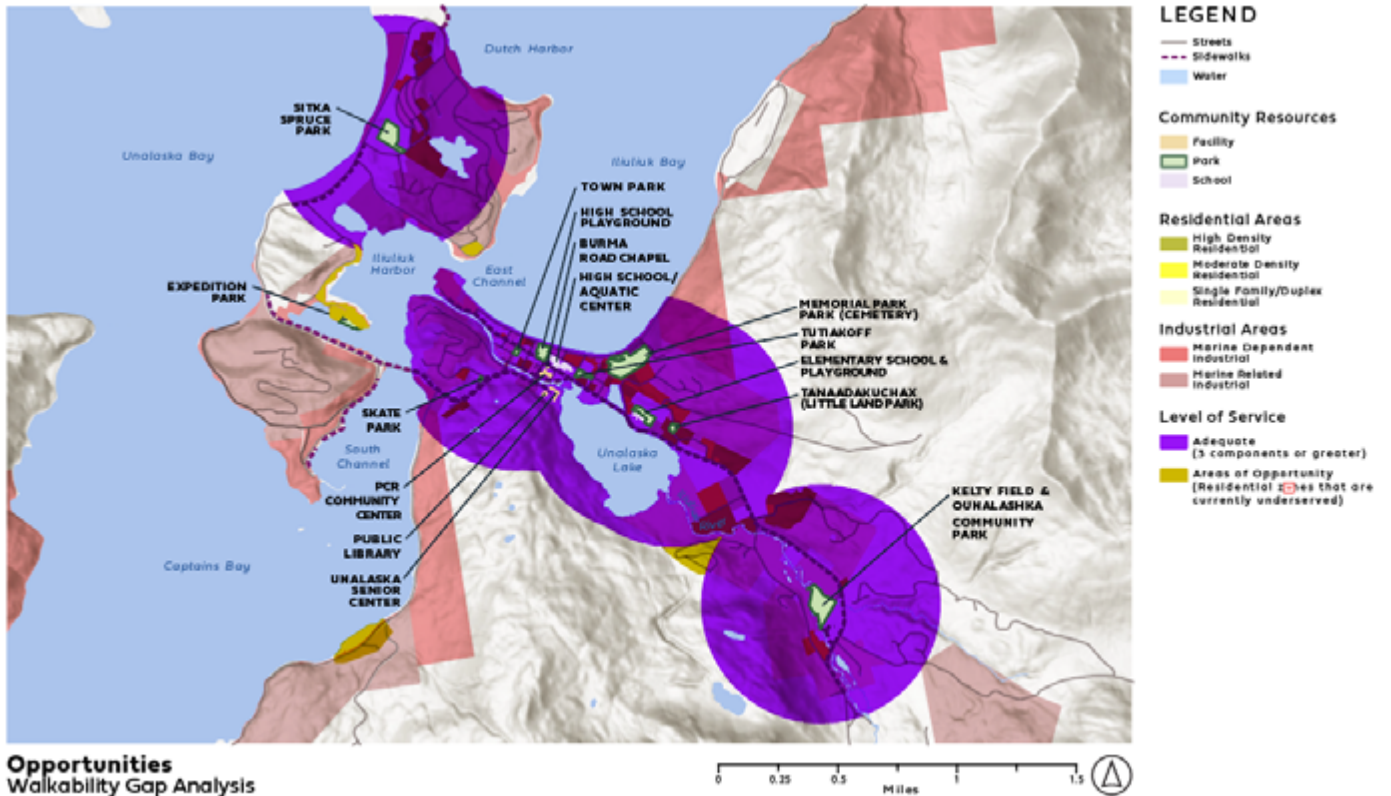 Dutch Harbor
SITKA
SPRUCE
PARK
Unalaska Bay
Iliuliuk Bay
TOWN PARK
HIGH SCHOOL
PLAYGROUND
BURMA
ROAD CHAPEL
HIGH SCHOOL/
AQUATIC
CENTER
Iliuliuk
Harbor
East
Channel
EXPEDITION
PARK
MEMORIAL PARK
PARK (CEMETERY)
TUTIAKOFF
PARK
ELEMENTARY SCHOOL &
PLAYGROUND
TANAADAKUCHAX
(LITTLE LAND PARK)
SKATE
PARK
South
Channel
Unalaska
Lake
PCR
COMMUNITY
CENTER
PUBLIC
LIBRARY
UNALASKA
SENIOR
CENTER
River
KELTY FIELD &
OUNALASHKA
COMMUNITY
PARK
Captains Bay
LEGEND
Streets
Sidewalks
Water
Community Resources
Facility
Park
School
Residential Areas
High Density
Residential
Moderate Density
Residential
Single Family/Duplex
Residential
Industrial Areas
Marine Dependent
Industrial
Marine Related
Industrial
Level of Service
Adequate
(3 components or greater)
Areas of Opportunity
(Residential zones that are
currently underserved)
Opportunities
Walkability Gap Analysis
0 0.25 0.5 1 1.5
Miles